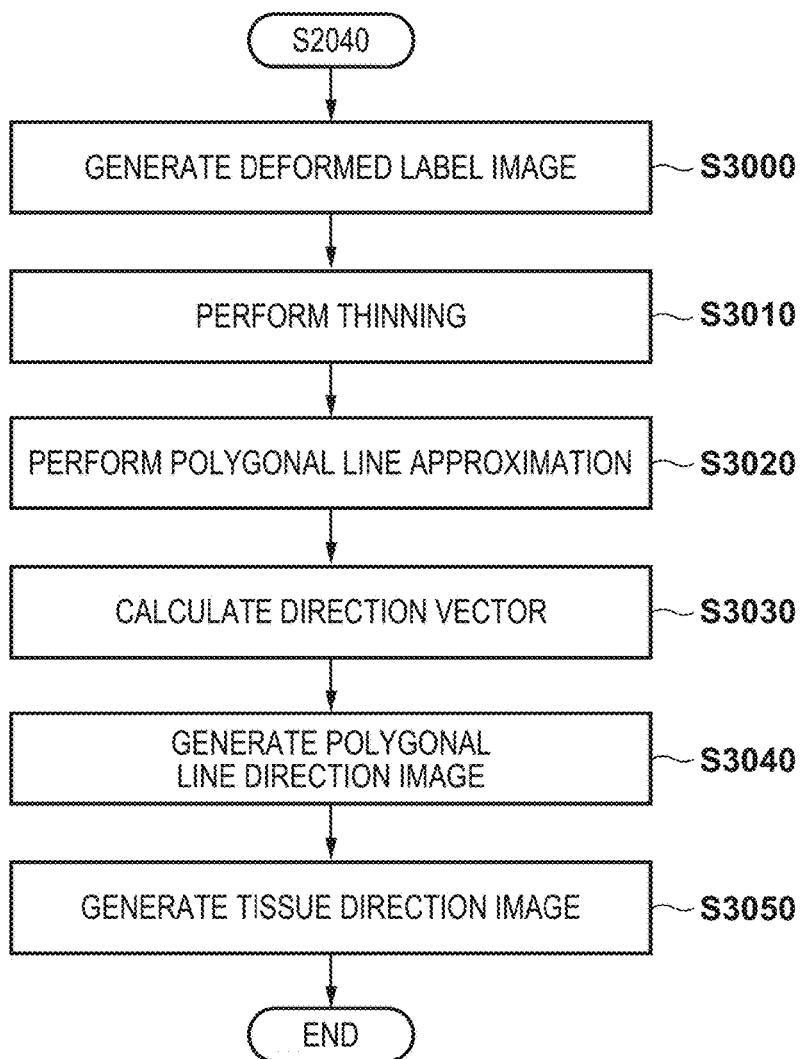 S2040
GENERATE DEFORMED LABEL IMAGE
S3000
PERFORM THINNING
S3010
PERFORM POLYGONAL LINE APPROXIMATION
S3020
CALCULATE DIRECTION VECTOR
S3030
GENERATE POLYGONAL
LINE DIRECTION IMAGE
S3040
GENERATE TISSUE DIRECTION IMAGE
S3050
END